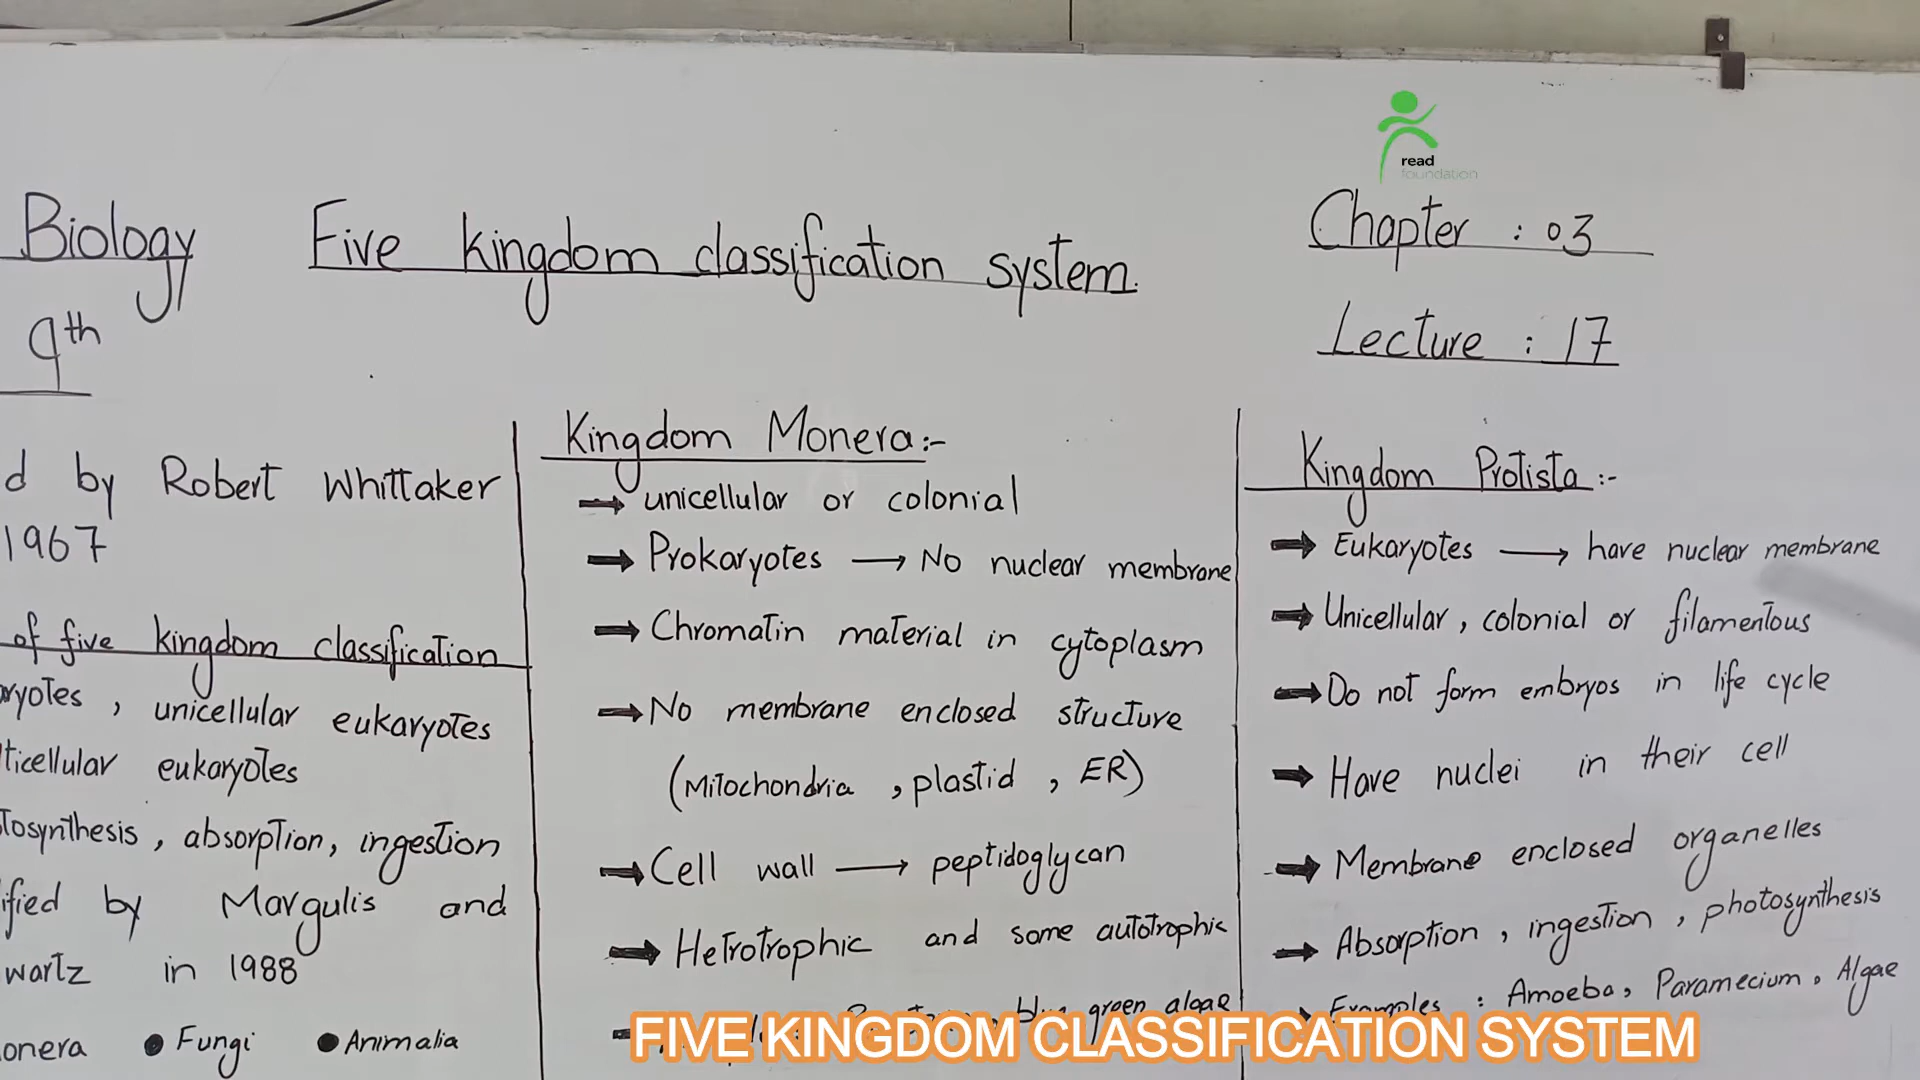 read
foundation
Biology
Five kingdom classification system.
Chapter : 03
9th
Lecture : 17
d by Robert Whittaker
1967
of five kingdom classification
ryotes , unicellular eukaryotes
ticellular eukaryotes
tosynthesis , absorption, ingestion
ified by Margulis and
wartz in 1988
onera ● Fungi ● Animalia
Kingdom Monera:-
→ unicellular or colonial
→ Prokaryotes → No nuclear membrane
→ Chromatin material in cytoplasm
→ No membrane enclosed structure
(Mitochondria , plastid , ER)
→ Cell wall → peptidoglycan
→ Hetrotrophic and some autotrophic
blue green algae
Kingdom Protista:-
→ Eukaryotes → have nuclear membrane
→ Unicellular , colonial or filamentous
→ Do not form embryos in life cycle
→ Have nuclei in their cell
→ Membrane enclosed organelles
→ Absorption , ingestion , photosynthesis
→ Examples : Amoeba, Paramecium, Algae
FIVE KINGDOM CLASSIFICATION SYSTEM